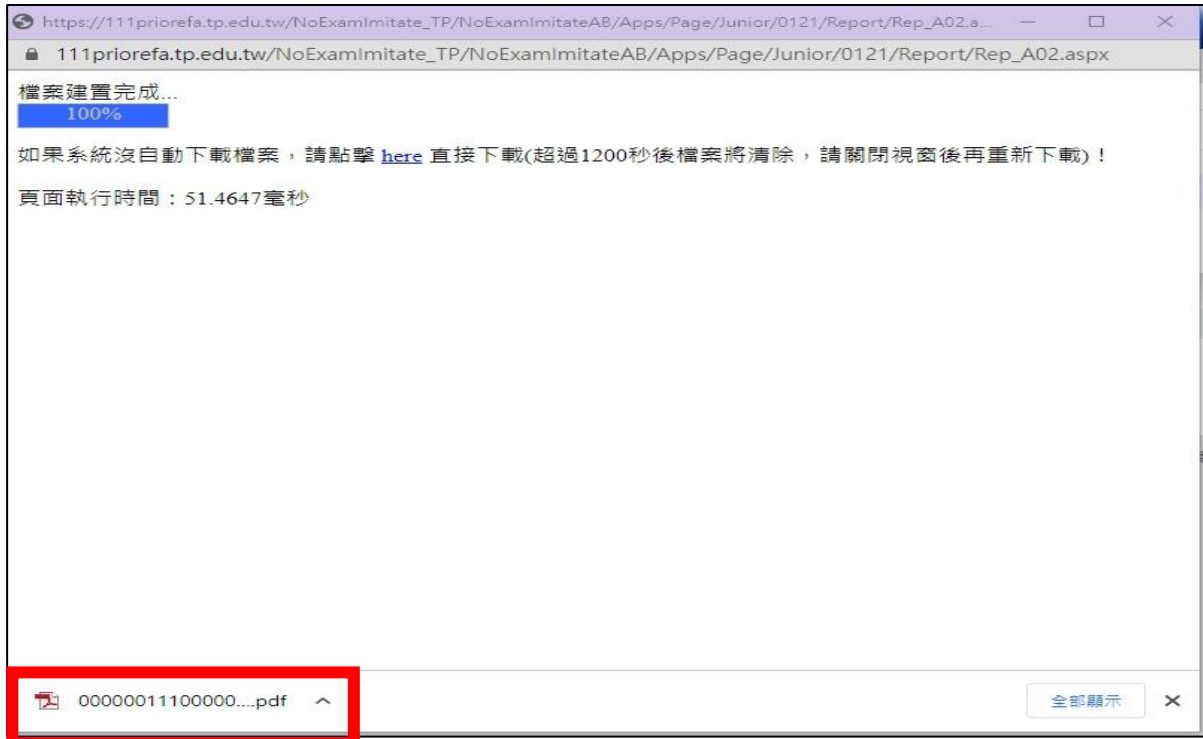 https://111priorefa.tp.edu.tw/NoExamImitate_TP/NoExamImitateAB/Apps/Page/Junior/0121/Report/Rep_A02.a...
111priorefa.tp.edu.tw/NoExamImitate_TP/NoExamImitateAB/Apps/Page/Junior/0121/Report/Rep_A02.aspx
檔案建置完成...
100%
如果系統沒自動下載檔案，請點擊 here 直接下載(超過1200秒後檔案將清除，請關閉視窗後再重新下載)！
頁面執行時間：51.4647毫秒
00000011100000....pdf
全部顯示